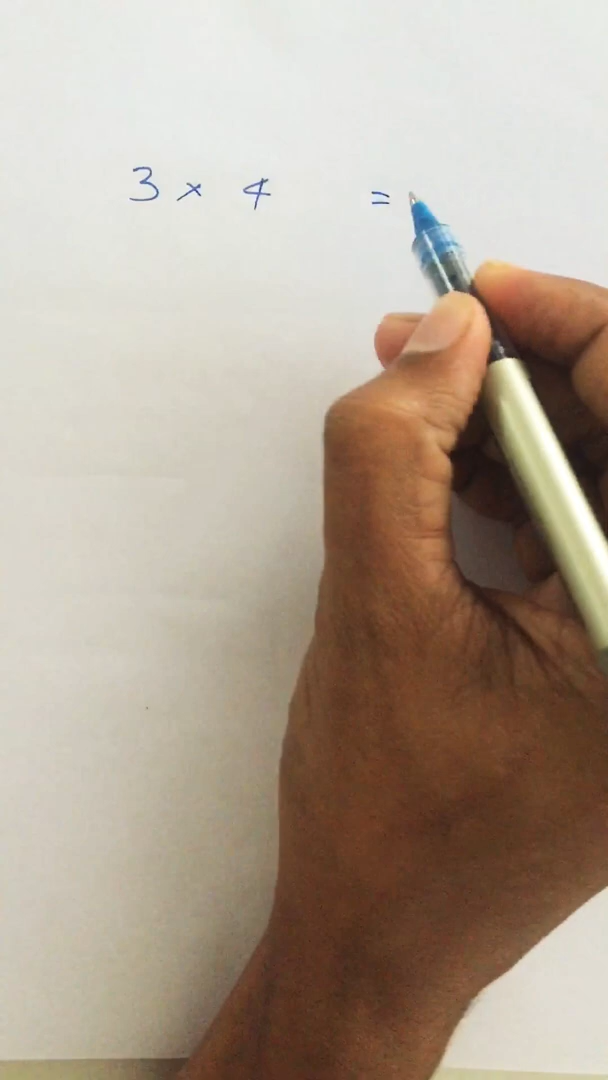 3 × 4 =